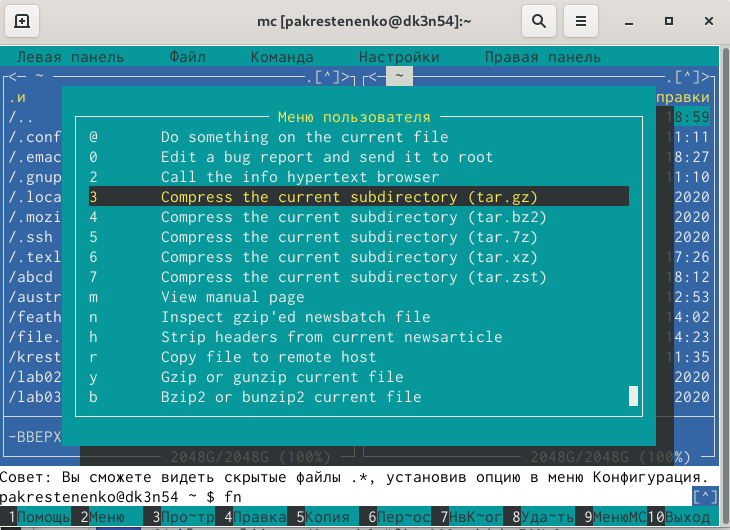 mc [pakrestenenko@dk3n54]:~
Левая панель Файл Команда Настройки Правая панель
<─ ~ .[^]> <─ ~ .[^]>
.и правки
Меню пользователя
/.. 8:59
/.conf @ Do something on the current file 11:11
/.emac 0 Edit a bug report and send it to root 18:27
/.gnup 2 Call the info hypertext browser 11:10
/.loca 3 Compress the current subdirectory (tar.gz) 2020
/.mozi 4 Compress the current subdirectory (tar.bz2) 2020
/.ssh 5 Compress the current subdirectory (tar.7z) 2020
/.texl 6 Compress the current subdirectory (tar.xz) 17:26
/abcd 7 Compress the current subdirectory (tar.zst) 18:12
/austr m View manual page 12:53
/feath n Inspect gzip'ed newsbatch file 14:02
/file. h Strip headers from current newsarticle 14:23
/krest r Copy file to remote host 11:35
/lab02 y Gzip or gunzip current file 2020
/lab03 b Bzip2 or bunzip2 current file 2020
-ВВЕРХ
2048G/2048G (100%) 2048G/2048G (100%)
Совет: Вы сможете видеть скрытые файлы .*, установив опцию в меню Конфигурация.
pakrestenenko@dk3n54 ~ $ fn [^]
1Помощь 2Меню 3Про~тр 4Правка 5Копия 6Пер~ос 7НвК~ог 8Уда~ть 9МенюМС 10Выход